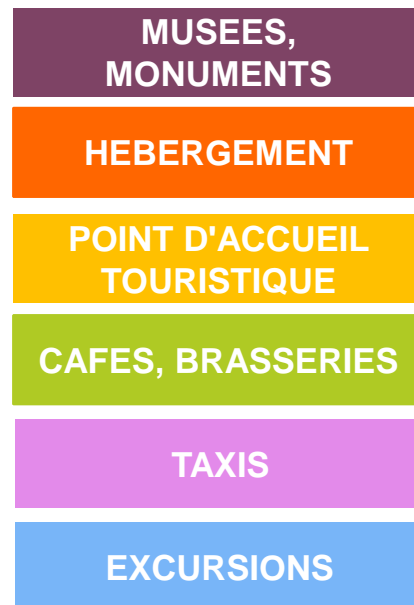 MUSEES,
MONUMENTS
HEBERGEMENT
POINT D'ACCUEIL
TOURISTIQUE
CAFES, BRASSERIES
TAXIS
EXCURSIONS